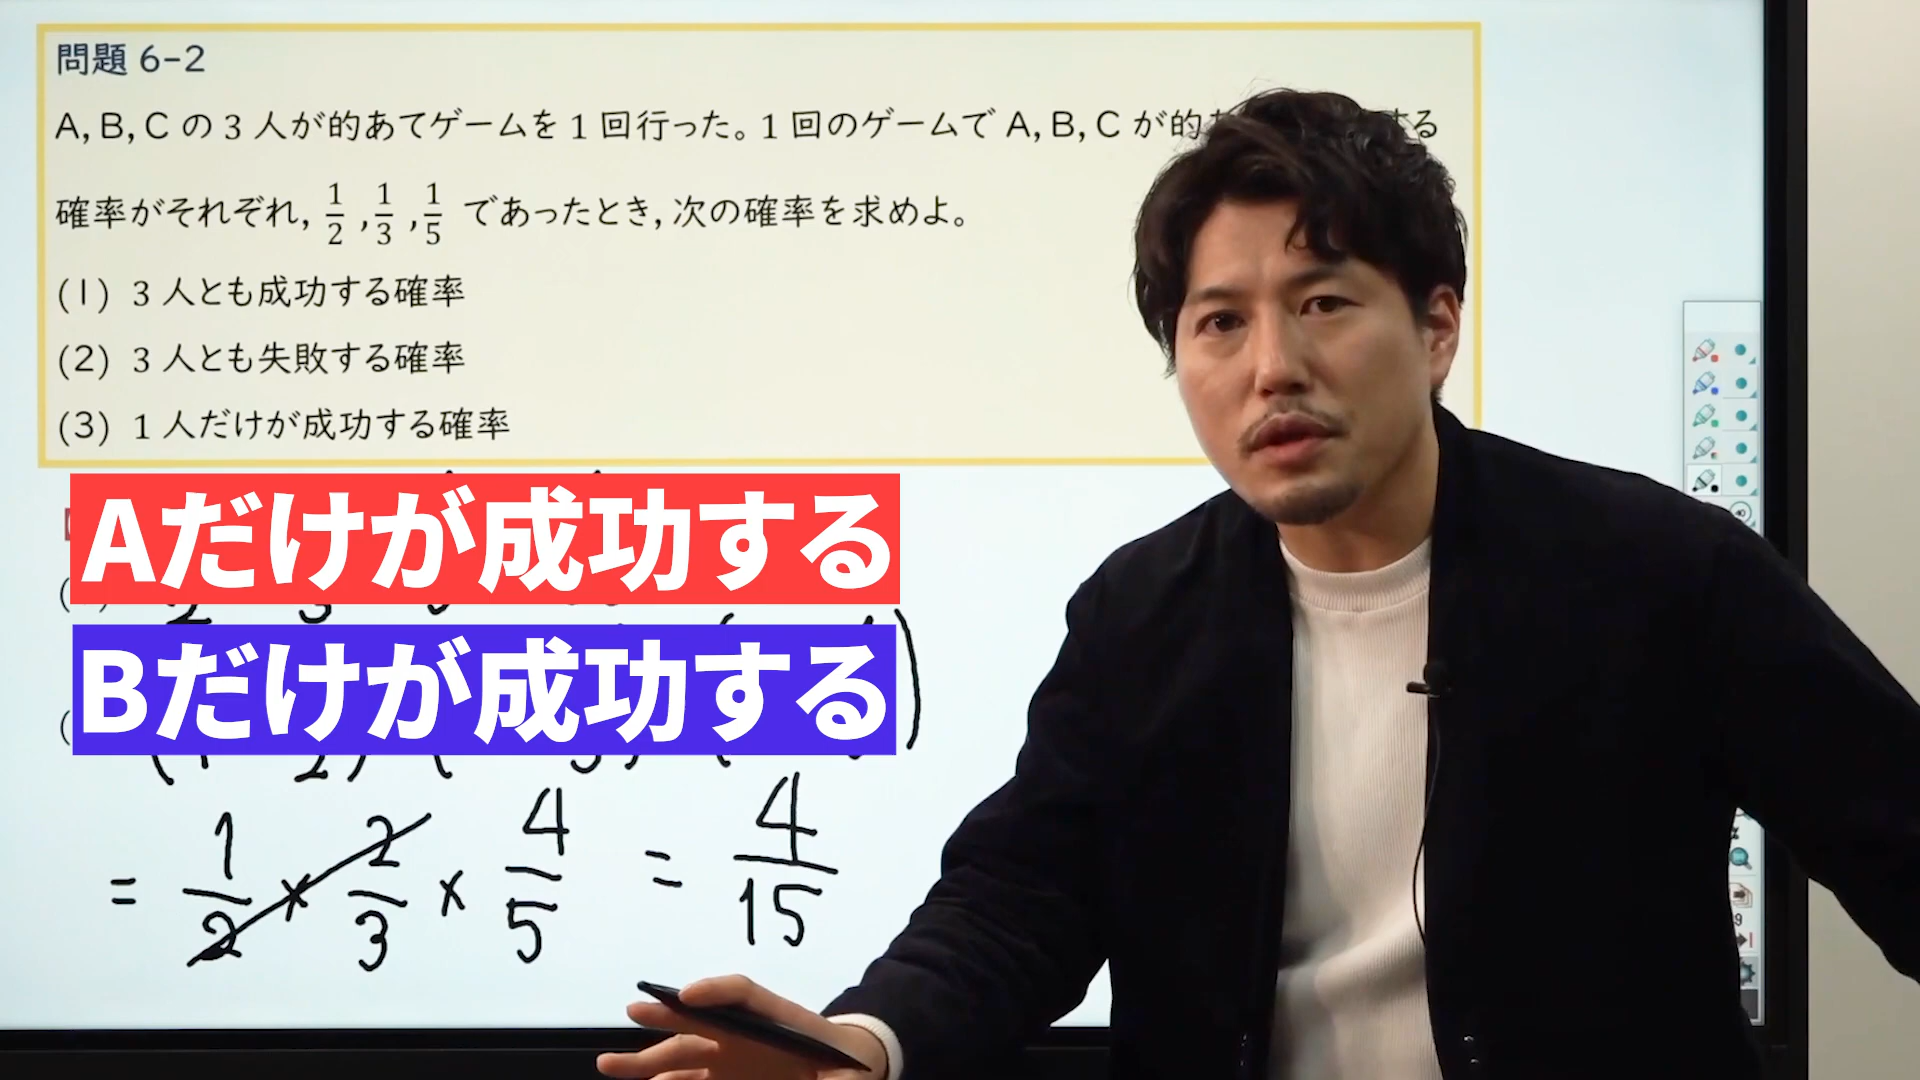 問題 6-2
A, B, C の 3 人が的あてゲームを 1 回行った。1 回のゲームで A, B, C が的 する
確率がそれぞれ, 1/2 , 1/3 , 1/5 であったとき, 次の確率を求めよ。
(1) 3 人とも成功する確率
(2) 3 人とも失敗する確率
(3) 1 人だけが成功する確率
Aだけが成功する
Bだけが成功する
= 1/2 × 2/3 × 4/5 = 4/15